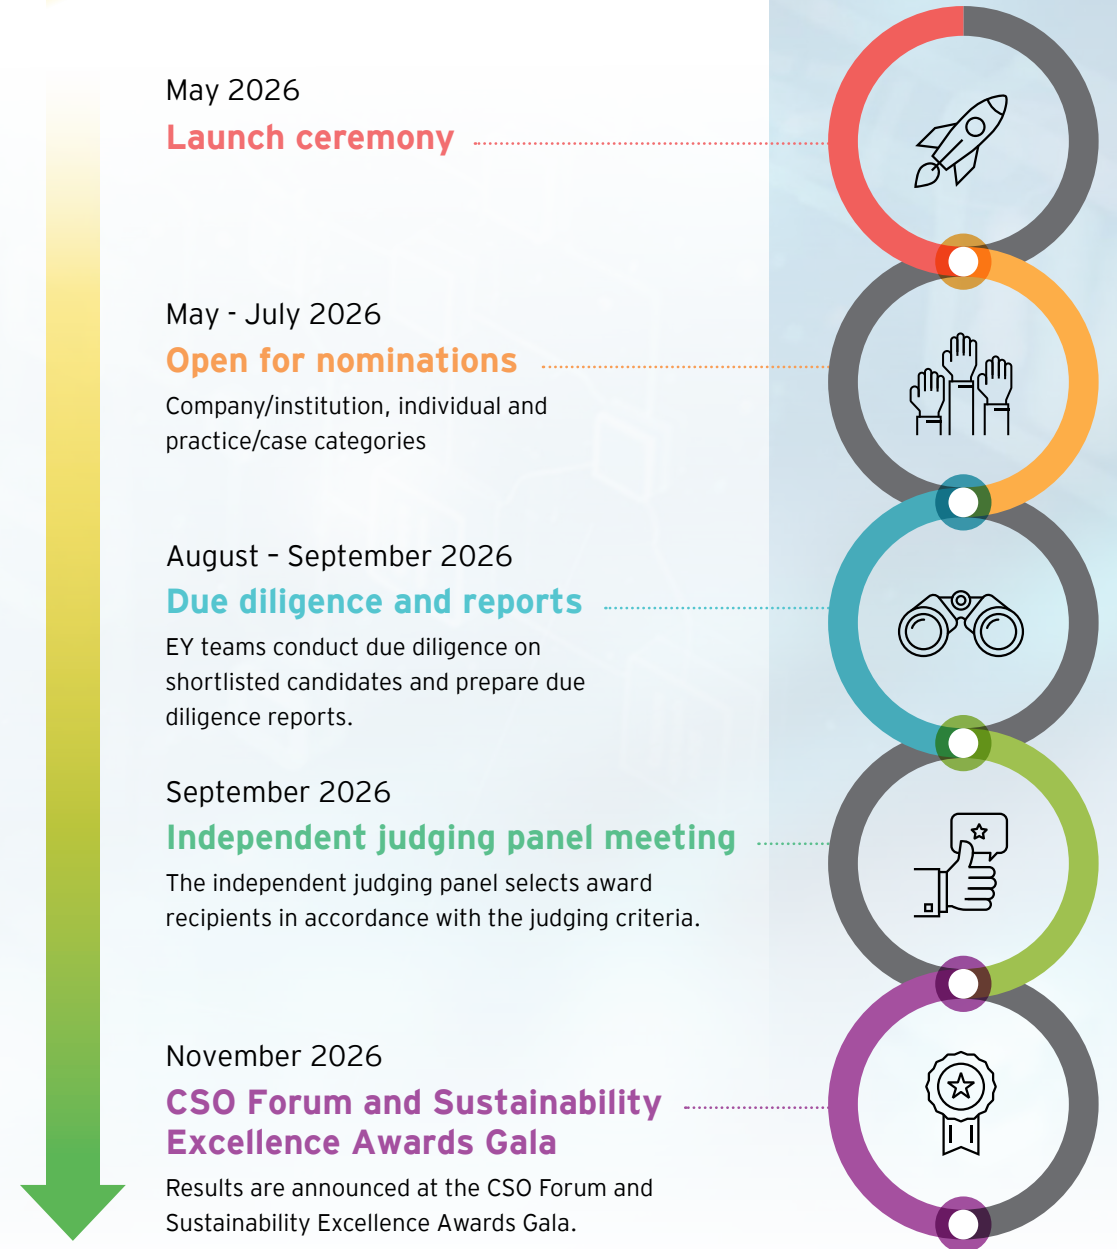 May 2026
Launch ceremony
May - July 2026
Open for nominations
Company/institution, individual and
practice/case categories
August – September 2026
Due diligence and reports
EY teams conduct due diligence on
shortlisted candidates and prepare due
diligence reports.
September 2026
Independent judging panel meeting
The independent judging panel selects award
recipients in accordance with the judging criteria.
November 2026
CSO Forum and Sustainability
Excellence Awards Gala
Results are announced at the CSO Forum and
Sustainability Excellence Awards Gala.